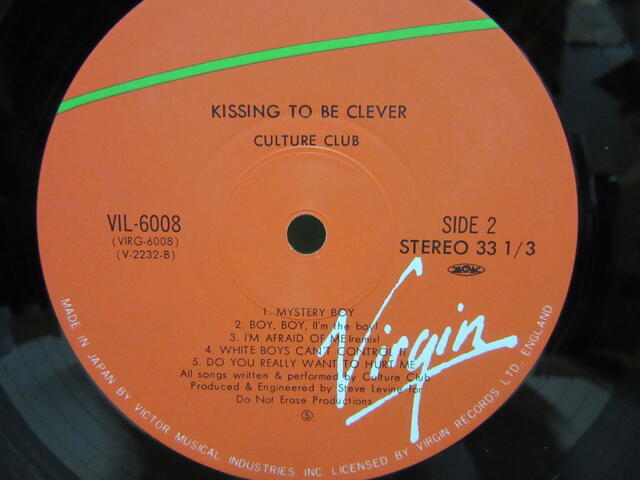 KISSING TO BE CLEVER
CULTURE CLUB
VIL-6008
(VIRG-6008)
(V-2232-B)
SIDE 2
STEREO 33 1/3
1. MYSTERY BOY
2. BOY, BOY, (I'm the boy)
3. I'M AFRAID OF ME(remix)
4. WHITE BOYS CAN'T CONTROL IT
5. DO YOU REALLY WANT TO HURT ME
All songs written & performed by Culture Club
Produced & Engineered by Steve Levine for
Do Not Erase Productions
Ⓢ
Virgin
MADE IN JAPAN BY VICTOR MUSICAL INDUSTRIES, INC. LICENSED BY VIRGIN RECORDS LTD. ENGLAND